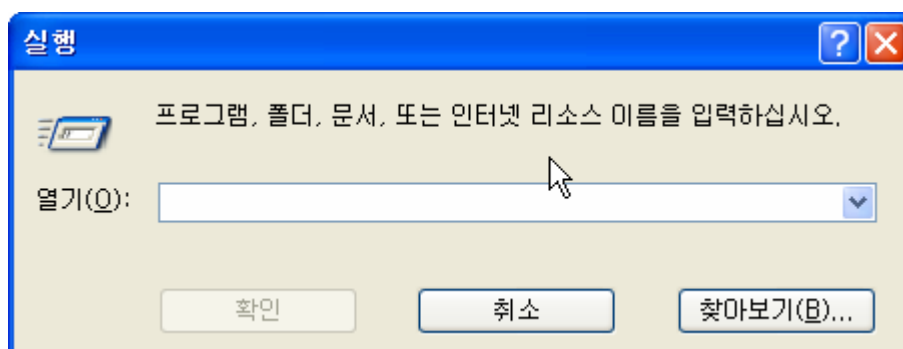 실행
프로그램, 폴더, 문서, 또는 인터넷 리소스 이름을 입력하십시오.
열기(O):
확인 취소 찾아보기(B)...